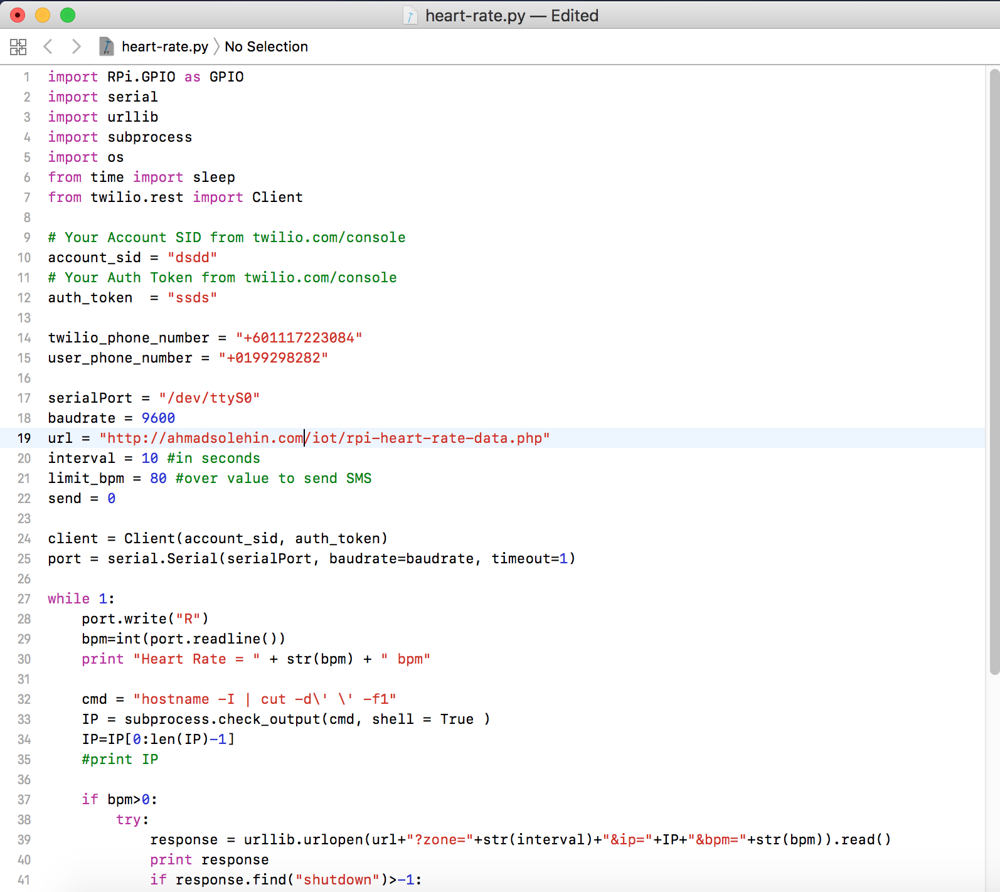 heart-rate.py — Edited
heart-rate.py No Selection
1 import RPi.GPIO as GPIO
2 import serial
3 import urllib
4 import subprocess
5 import os
6 from time import sleep
7 from twilio.rest import Client
8
9 # Your Account SID from twilio.com/console
10 account_sid = "dsdd"
11 # Your Auth Token from twilio.com/console
12 auth_token  = "ssds"
13
14 twilio_phone_number = "+601117223084"
15 user_phone_number = "+0199298282"
16
17 serialPort = "/dev/ttyS0"
18 baudrate = 9600
19 url = "http://ahmadsolehin.com/iot/rpi-heart-rate-data.php"
20 interval = 10 #in seconds
21 limit_bpm = 80 #over value to send SMS
22 send = 0
23
24 client = Client(account_sid, auth_token)
25 port = serial.Serial(serialPort, baudrate=baudrate, timeout=1)
26
27 while 1:
28     port.write("R")
29     bpm=int(port.readline())
30     print "Heart Rate = " + str(bpm) + " bpm"
31
32     cmd = "hostname -I | cut -d\' \' -f1"
33     IP = subprocess.check_output(cmd, shell = True )
34     IP=IP[0:len(IP)-1]
35     #print IP
36
37     if bpm>0:
38         try:
39             response = urllib.urlopen(url+"?zone="+str(interval)+"&ip="+IP+"&bpm="+str(bpm)).read()
40             print response
41             if response.find("shutdown")>-1: